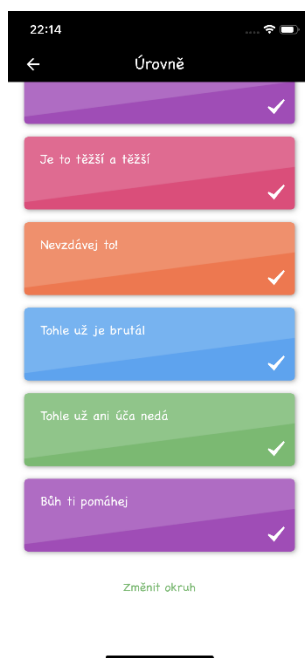 22:14
Úrovně
Je to těžší a těžší
Nevzdávej to!
Tohle už je brutál
Tohle už ani úča nedá
Bůh ti pomáhej
Změnit okruh